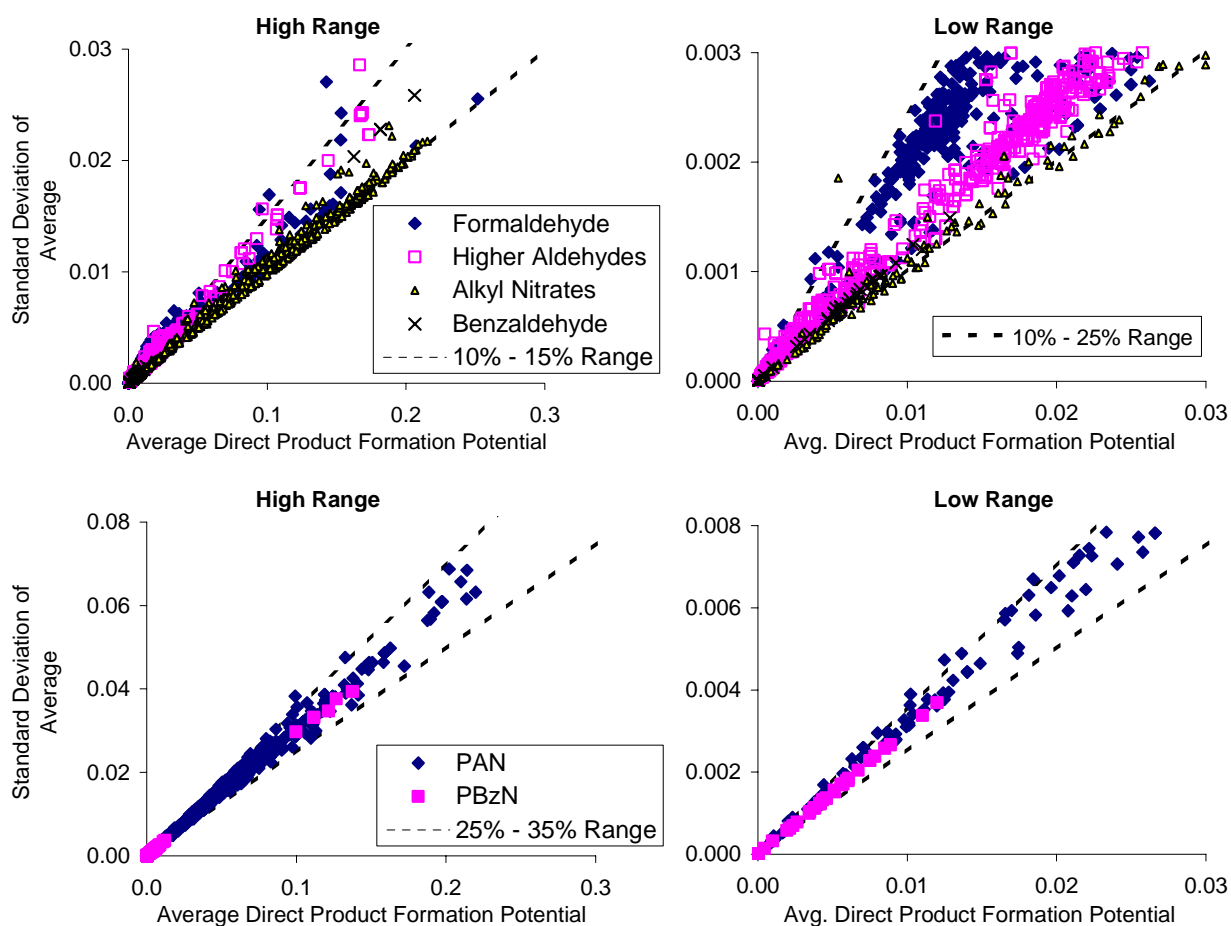 High Range
0.03
0.02
0.01
0.00
0.0
0.1
0.2
0.3
Standard Deviation of
Average
Average Direct Product Formation Potential
Formaldehyde
Higher Aldehydes
Alkyl Nitrates
Benzaldehyde
10% - 15% Range
Low Range
0.003
0.002
0.001
0.000
0.00
0.01
0.02
0.03
Avg. Direct Product Formation Potential
10% - 25% Range
High Range
0.08
0.06
0.04
0.02
0.00
0.0
0.1
0.2
0.3
Standard Deviation of
Average
Average Direct Product Formation Potential
PAN
PBzN
25% - 35% Range
Low Range
0.008
0.006
0.004
0.002
0.000
0.00
0.01
0.02
0.03
Avg. Direct Product Formation Potential